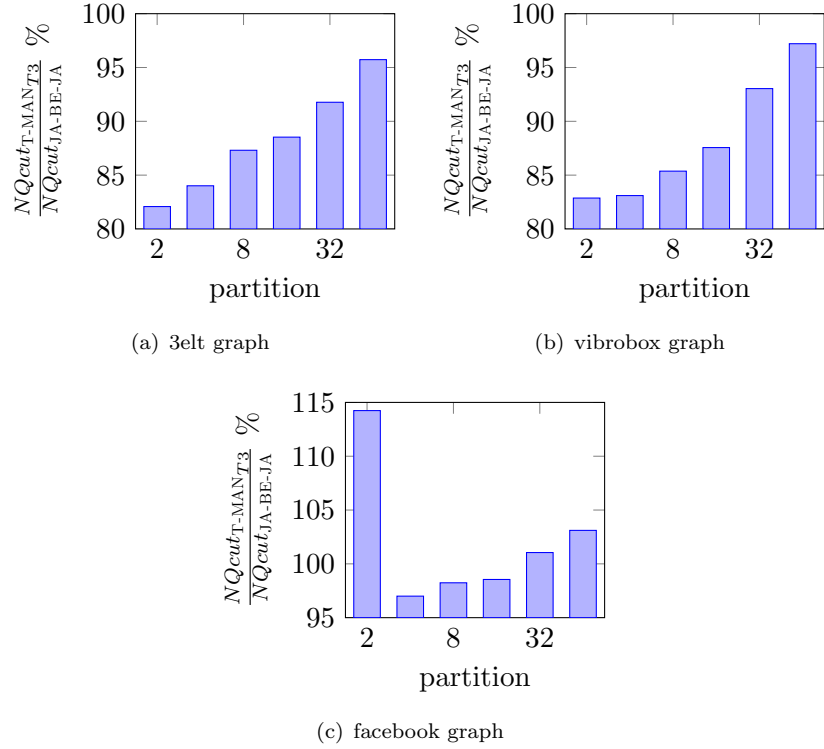 NQcut_{T-MAN_{T3}} / NQcut_{JA-BE-JA} %
100
95
90
85
80
2 8 32
partition
(a) 3elt graph
NQcut_{T-MAN_{T3}} / NQcut_{JA-BE-JA} %
100
95
90
85
80
2 8 32
partition
(b) vibrobox graph
NQcut_{T-MAN_{T3}} / NQcut_{JA-BE-JA} %
115
110
105
100
95
2 8 32
partition
(c) facebook graph